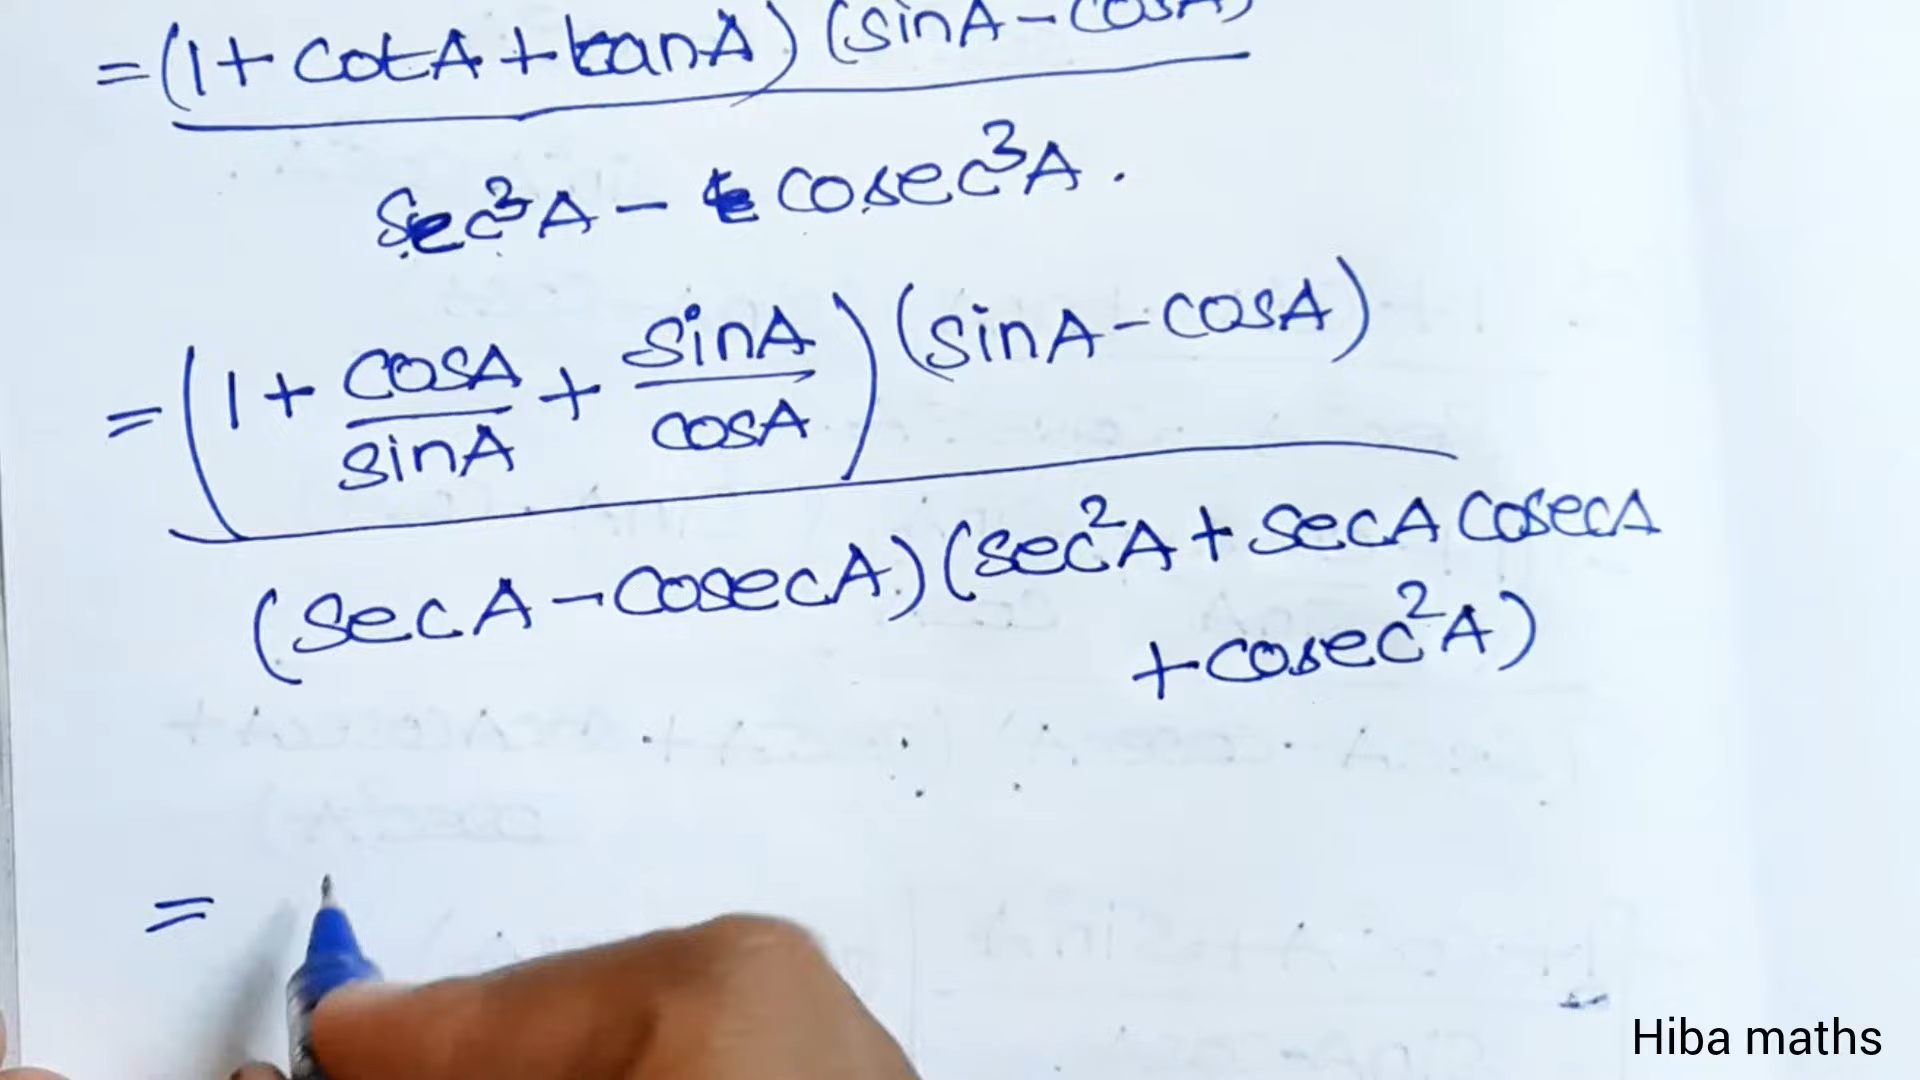 = (1 + cotA + tanA) (sinA - cosA)
sec³A - cosec³A .
= (1 + cosA/sinA + sinA/cosA) (sinA - cosA)
(secA - cosecA) (sec²A + secA cosecA
+ cosec²A)
=
Hiba maths